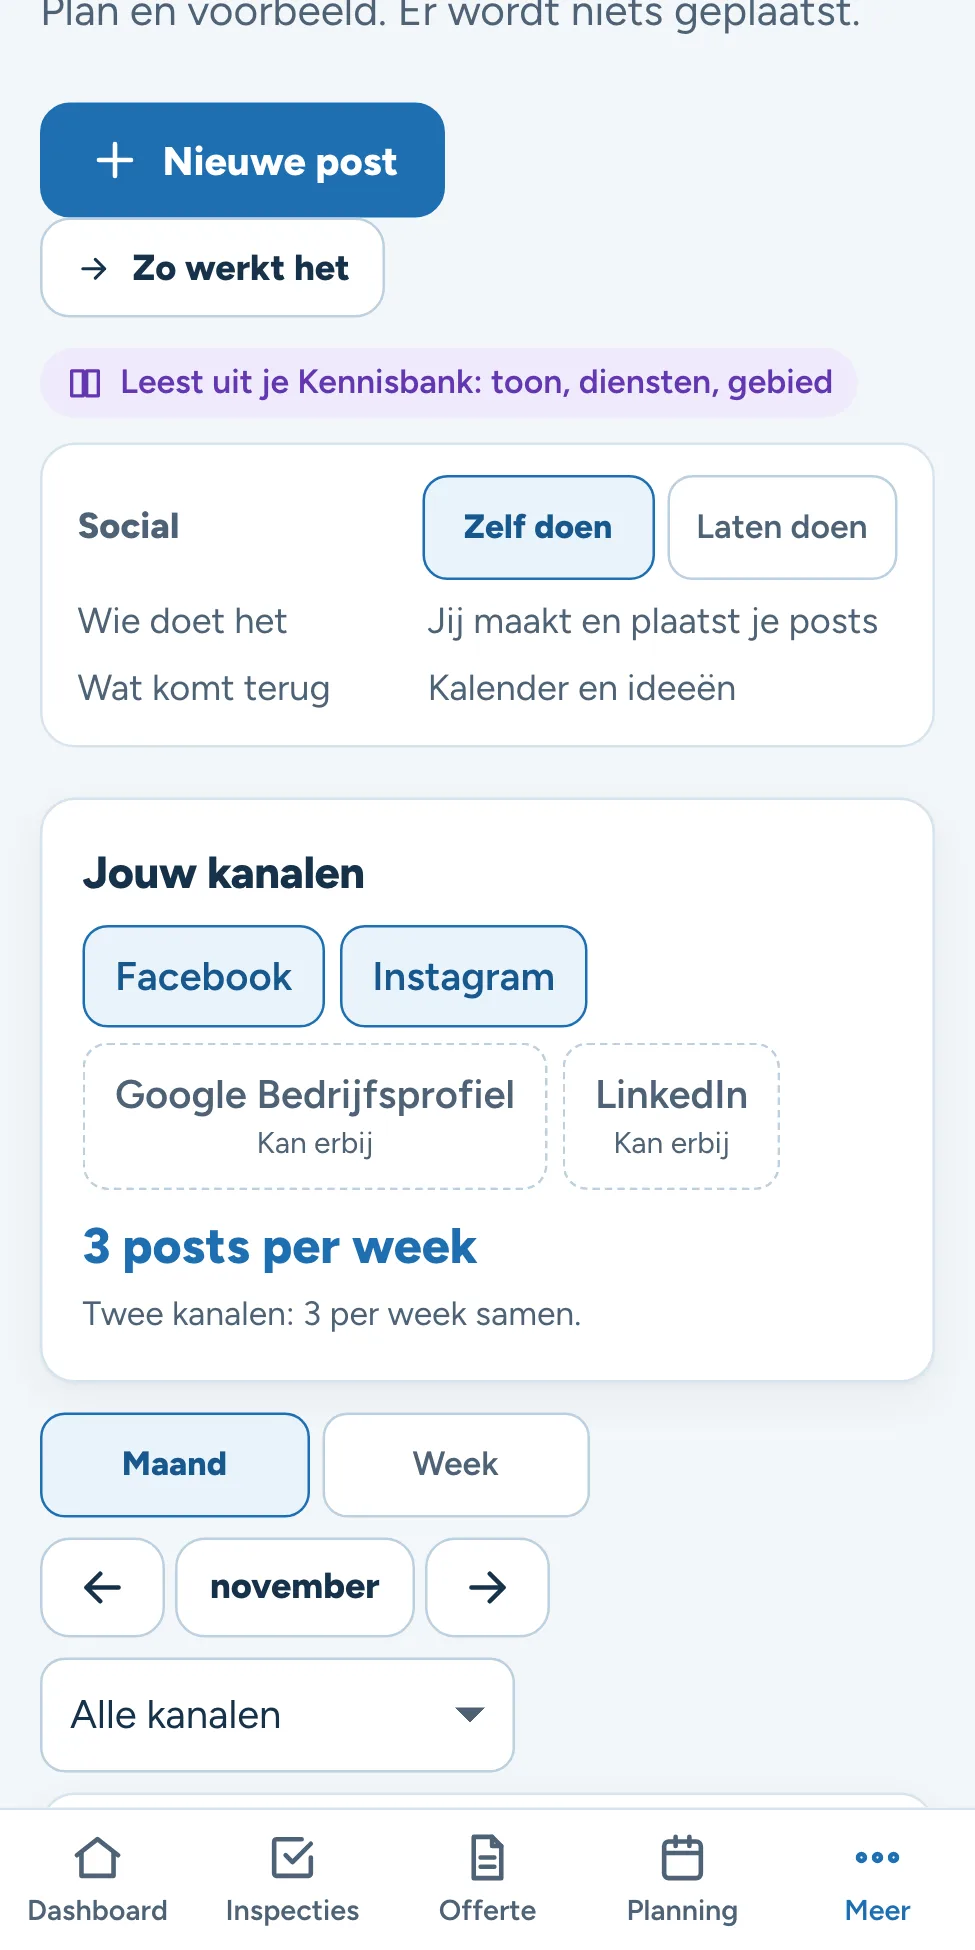 Plan en voorbeeld. Er wordt niets geplaatst.
Nieuwe post
Zo werkt het
Leest uit je Kennisbank: toon, diensten, gebied
Social
Zelf doen
Laten doen
Wie doet het
Jij maakt en plaatst je posts
Wat komt terug
Kalender en ideeën
Jouw kanalen
Facebook
Instagram
Google Bedrijfsprofiel
Kan erbij
LinkedIn
Kan erbij
3 posts per week
Twee kanalen: 3 per week samen.
Maand
Week
november
Alle kanalen
Dashboard
Inspecties
Offerte
Planning
Meer